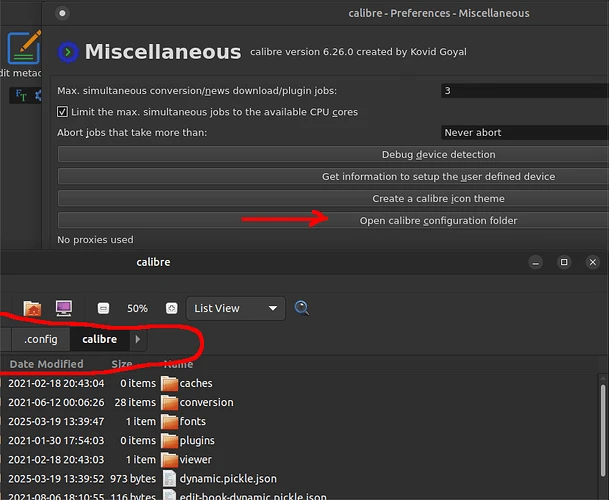 calibre - Preferences - Miscellaneous
Miscellaneous calibre version 6.26.0 created by Kovid Goyal
dit metad
Max. simultaneous conversion/news download/plugin jobs: 3
Limit the max. simultaneous jobs to the available CPU cores
Abort jobs that take more than: Never abort
Debug device detection
Get information to setup the user defined device
Create a calibre icon theme
Open calibre configuration folder
No proxies used
calibre
50% List View
.config calibre
Date Modified Size Name
2021-02-18 20:43:04 0 items caches
2021-06-12 00:06:26 28 items conversion
2025-03-19 13:39:47 1 item fonts
2021-01-30 17:54:03 0 items plugins
2021-02-18 20:43:03 1 item viewer
2025-03-19 13:39:52 973 bytes dynamic.pickle.json
2021-08-06 18:10:55 116 bytes edit-book-dynamic.pickle.json